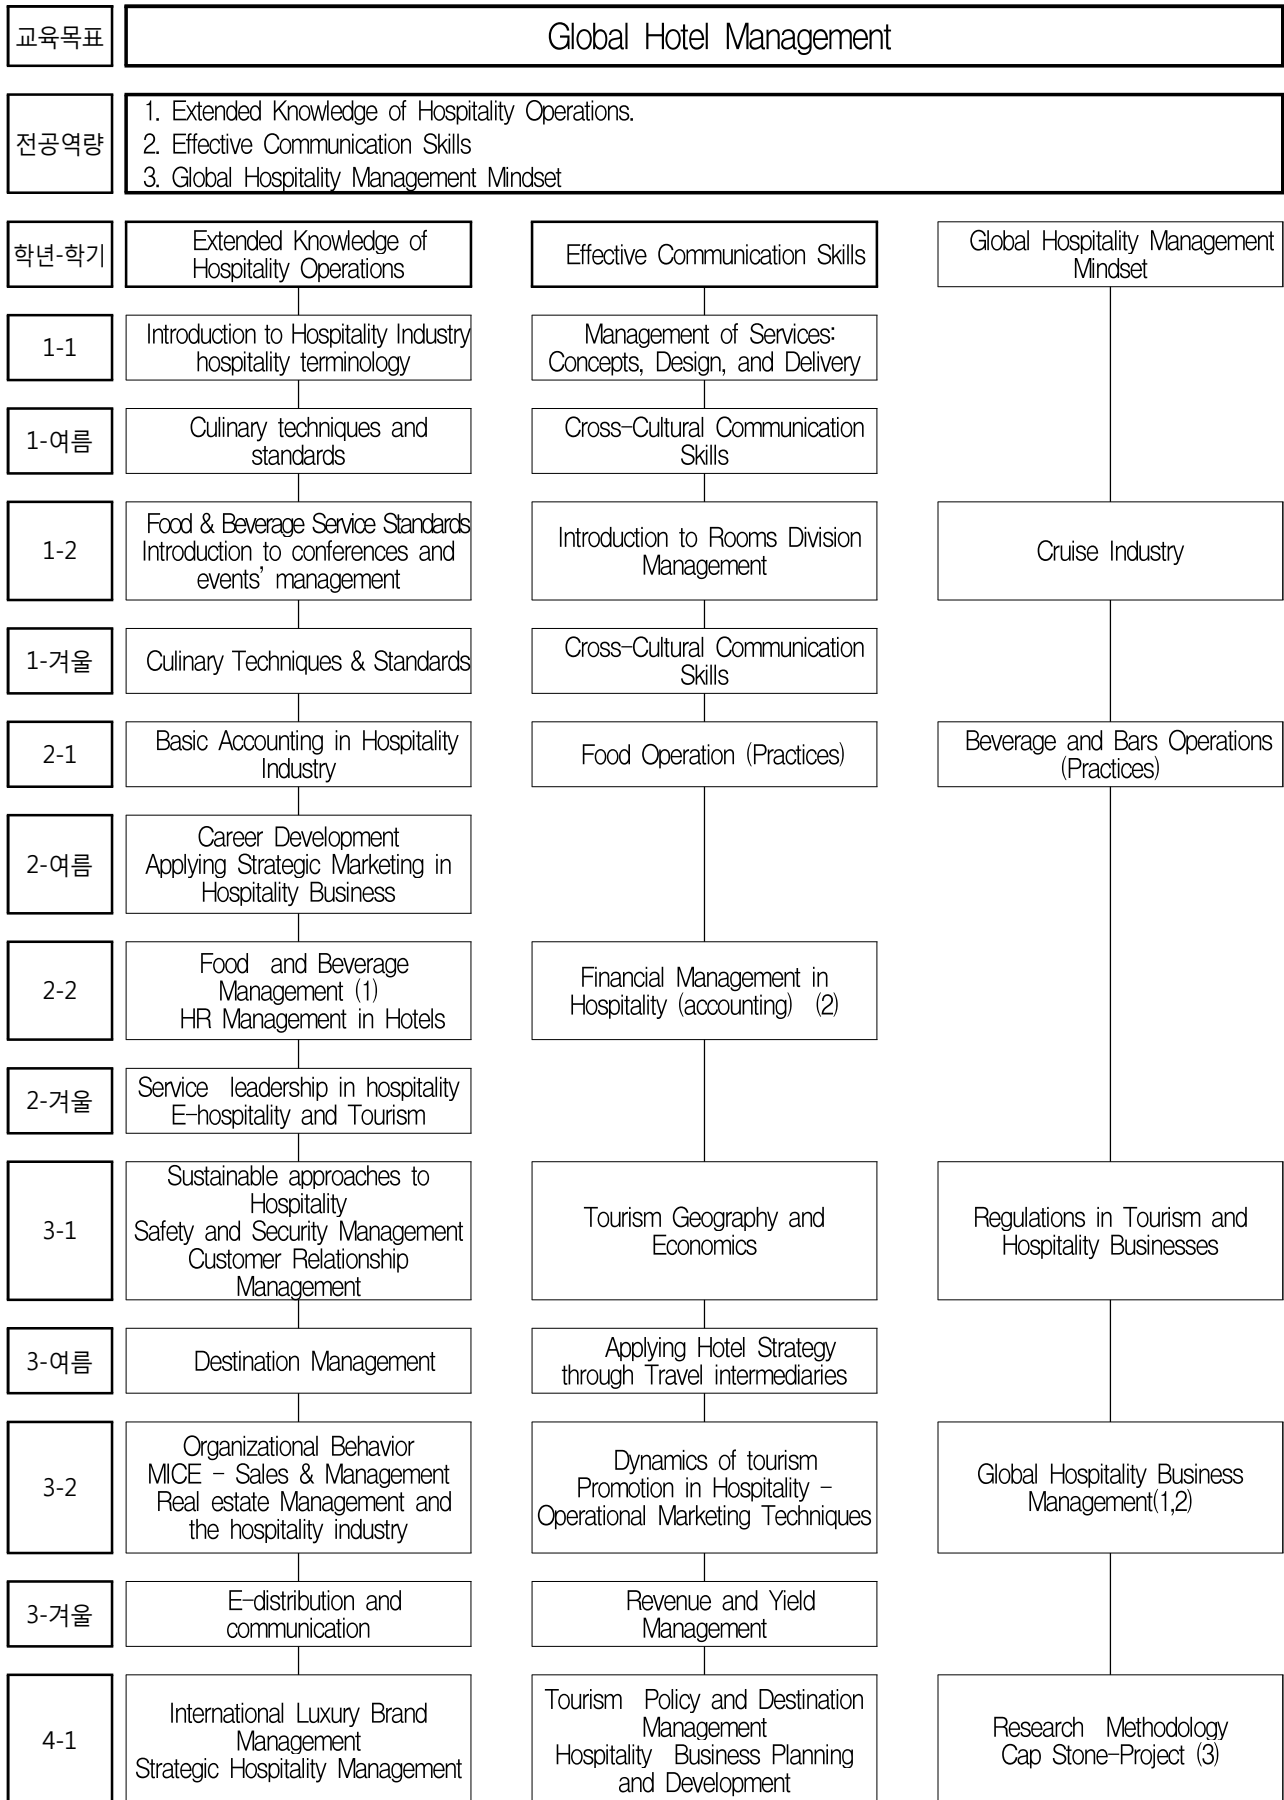 교육목표
Global Hotel Management
전공역량
1. Extended Knowledge of Hospitality Operations.
2. Effective Communication Skills
3. Global Hospitality Management Mindset
학년-학기
Extended Knowledge of
Hospitality Operations
Effective Communication Skills
Global Hospitality Management
Mindset
1-1
Introduction to Hospitality Industry
hospitality terminology
Management of Services:
Concepts, Design, and Delivery
1-여름
Culinary techniques and
standards
Cross-Cultural Communication
Skills
1-2
Food & Beverage Service Standards
Introduction to conferences and
events' management
Introduction to Rooms Division
Management
Cruise Industry
1-겨울
Culinary Techniques & Standards
Cross-Cultural Communication
Skills
2-1
Basic Accounting in Hospitality
Industry
Food Operation (Practices)
Beverage and Bars Operations
(Practices)
2-여름
Career Development
Applying Strategic Marketing in
Hospitality Business
2-2
Food and Beverage
Management (1)
HR Management in Hotels
Financial Management in
Hospitality (accounting) (2)
2-겨울
Service leadership in hospitality
E-hospitality and Tourism
3-1
Sustainable approaches to
Hospitality
Safety and Security Management
Customer Relationship
Management
Tourism Geography and
Economics
Regulations in Tourism and
Hospitality Businesses
3-여름
Destination Management
Applying Hotel Strategy
through Travel intermediaries
3-2
Organizational Behavior
MICE - Sales & Management
Real estate Management and
the hospitality industry
Dynamics of tourism
Promotion in Hospitality -
Operational Marketing Techniques
Global Hospitality Business
Management(1,2)
3-겨울
E-distribution and
communication
Revenue and Yield
Management
4-1
International Luxury Brand
Management
Strategic Hospitality Management
Tourism Policy and Destination
Management
Hospitality Business Planning
and Development
Research Methodology
Cap Stone-Project (3)